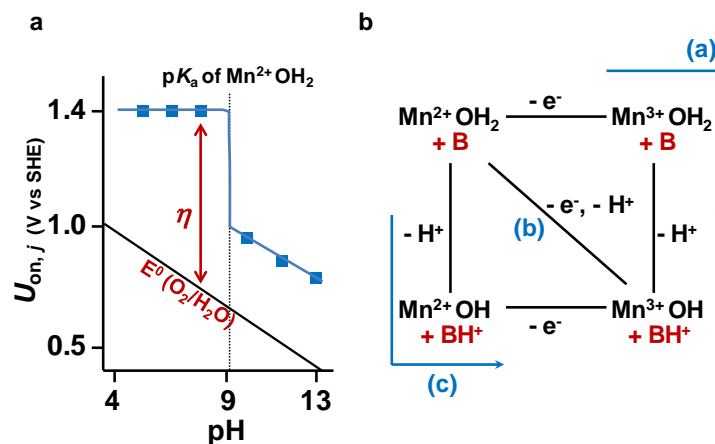 a
pKₐ of Mn²⁺OH₂
1.4
1.0
0.5
U on, j (V vs SHE)
η
E⁰ (O₂/H₂O)
4
9
13
pH
b
(a)
Mn²⁺ OH₂
+ B
- e⁻
Mn³⁺ OH₂
+ B
- H⁺
- e⁻, - H⁺
(b)
- H⁺
Mn²⁺ OH
+ BH⁺
- e⁻
Mn³⁺ OH
+ BH⁺
(c)